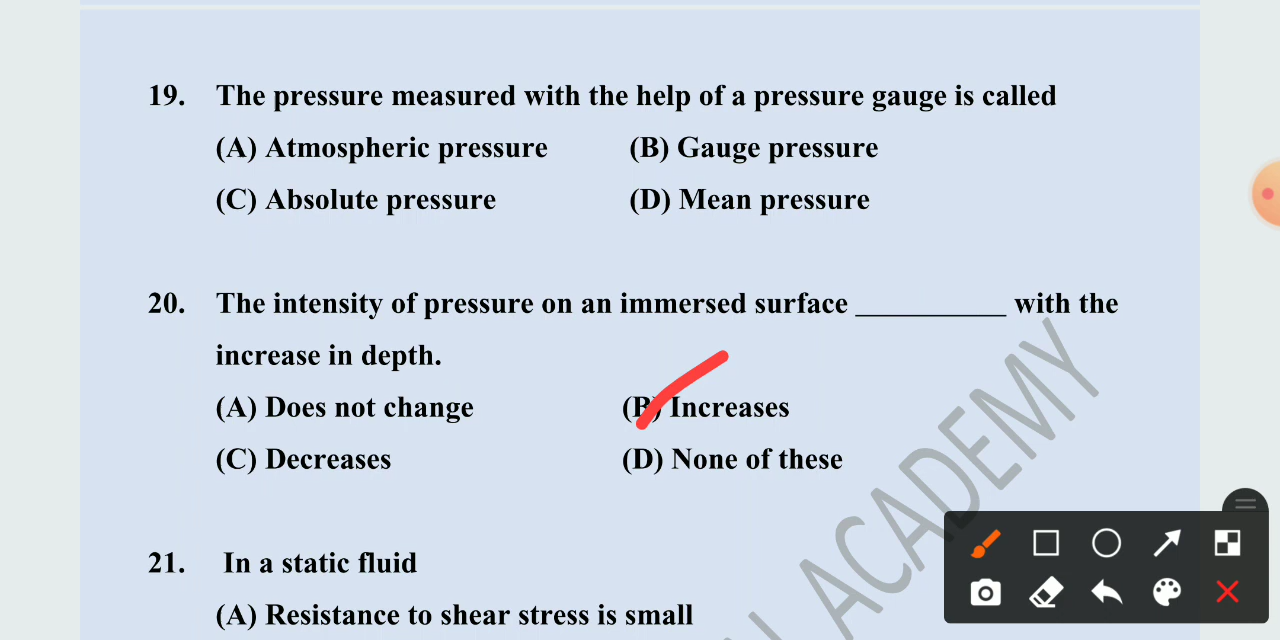 19. The pressure measured with the help of a pressure gauge is called
(A) Atmospheric pressure (B) Gauge pressure
(C) Absolute pressure (D) Mean pressure
20. The intensity of pressure on an immersed surface __________ with the
increase in depth.
(A) Does not change (B) Increases
(C) Decreases (D) None of these
21. In a static fluid
(A) Resistance to shear stress is small
ACADEMY